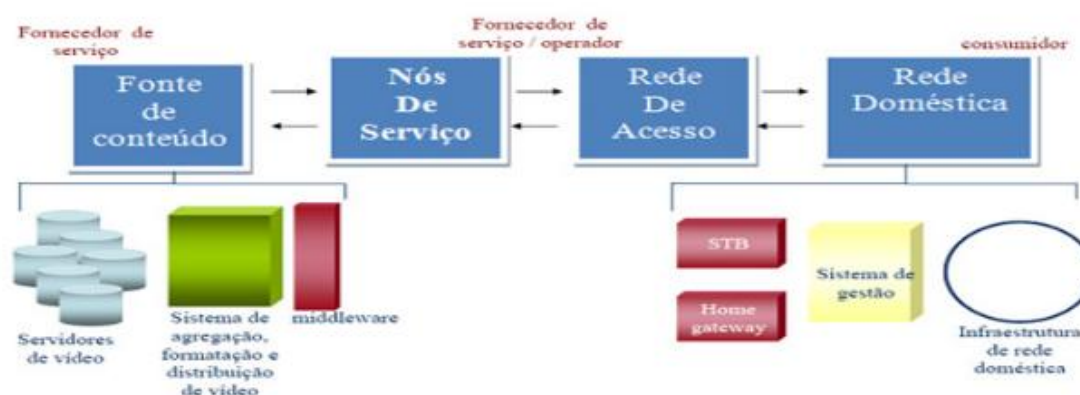 Fornecedor de
serviço
Fornecedor de
serviço / operador
consumidor
Fonte
de
conteúdo
Nós
De
Serviço
Rede
De
Acesso
Rede
Doméstica
Servidores
de vídeo
Sistema de
agregação,
formatação e
distribuição
de vídeo
middleware
STB
Home
gateway
Sistema de
gestão
Infraestrutura
de rede
doméstica